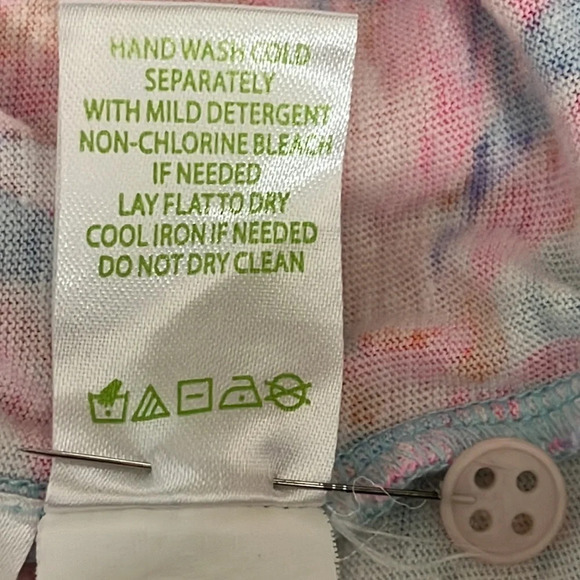 HAND WASH COLD
SEPARATELY
WITH MILD DETERGENT
NON-CHLORINE BLEACH
IF NEEDED
LAY FLAT TO DRY
COOL IRON IF NEEDED
DO NOT DRY CLEAN